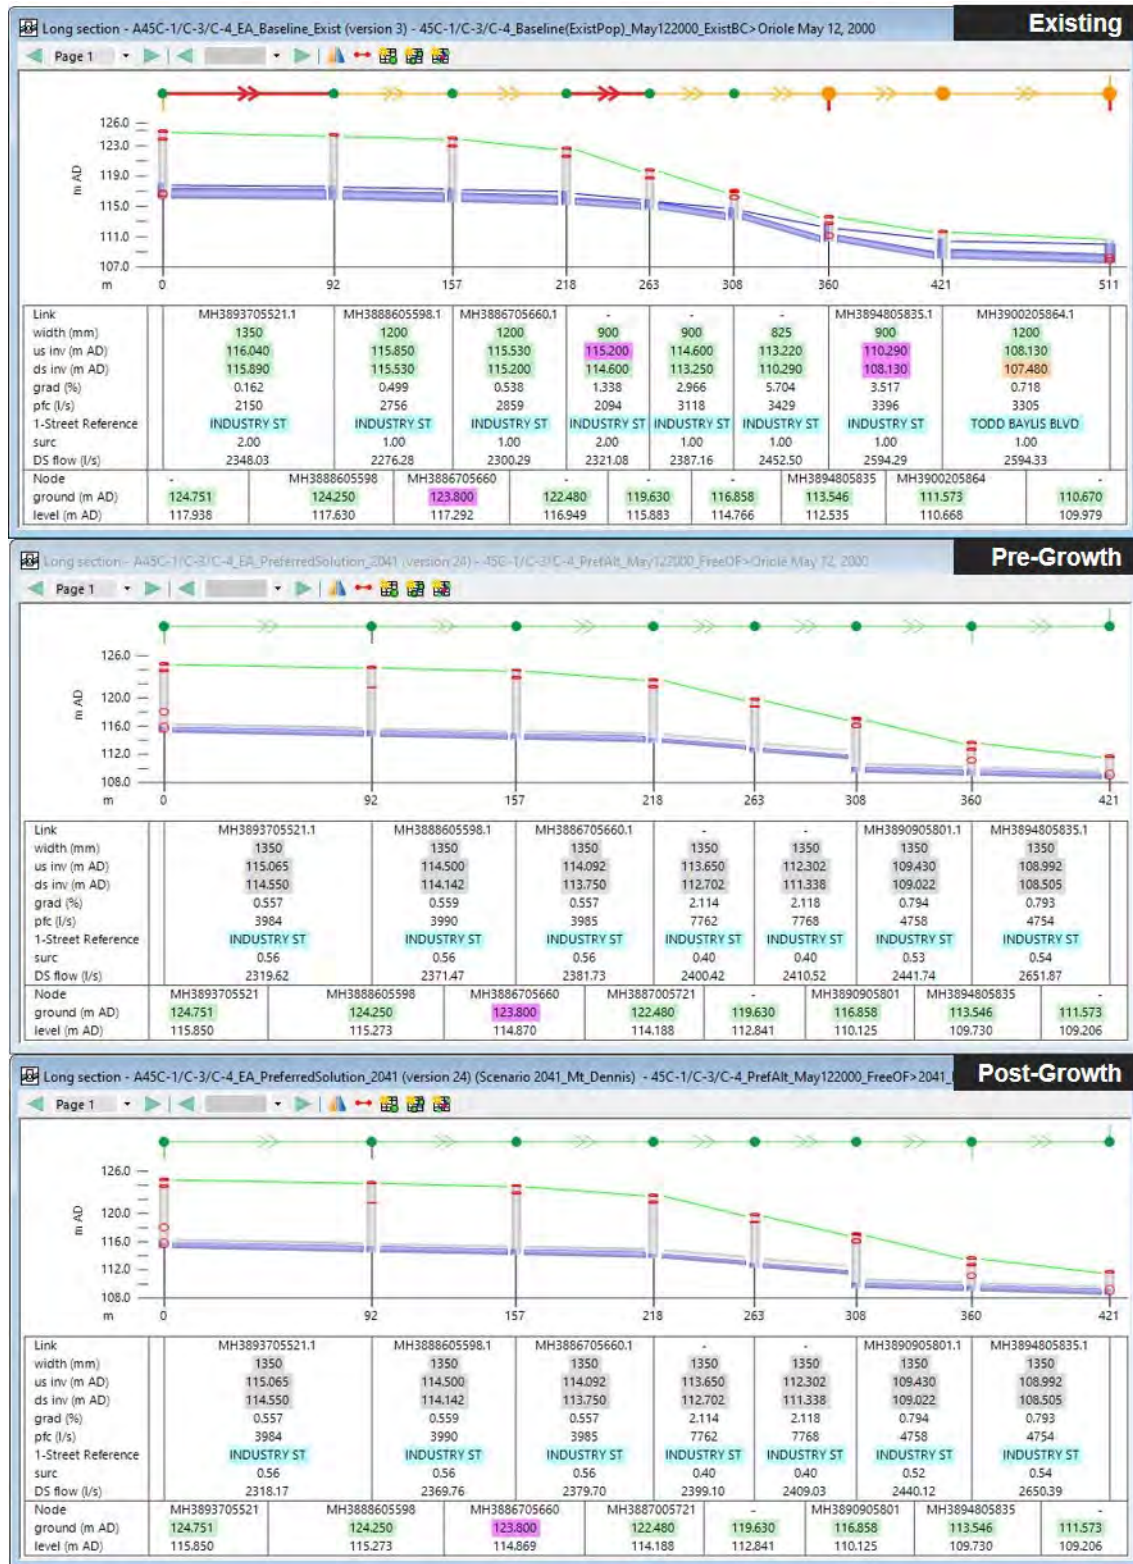 Existing
Long section - A45C-1/C-3/C-4_EA_Baseline_Exist (version 3) - 45C-1/C-3/C-4_Baseline(ExistPop)_May122000_ExistBC>Oriole May 12, 2000
Page 1
126.0
123.0
119.0
115.0
111.0
107.0
m AD
m 0 92 157 218 263 308 360 421 511
Link MH3893705521.1 MH3888605598.1 MH3886705660.1 - - - MH3894805835.1 MH3900205864.1
width (mm) 1350 1200 1200 900 900 825 900 1200
us inv (m AD) 116.040 115.850 115.530 115.200 114.600 113.220 110.290 108.130
ds inv (m AD) 115.890 115.530 115.200 114.600 113.250 110.290 108.130 107.480
grad (%) 0.162 0.499 0.538 1.338 2.966 5.704 3.517 0.718
pfc (l/s) 2150 2756 2859 2094 3118 3429 3396 3305
1-Street Reference INDUSTRY ST INDUSTRY ST INDUSTRY ST INDUSTRY ST INDUSTRY ST INDUSTRY ST INDUSTRY ST TODD BAYLIS BLVD
surc 2.00 1.00 1.00 2.00 1.00 1.00 1.00 1.00
DS flow (l/s) 2348.03 2276.28 2300.29 2321.08 2387.16 2452.50 2594.29 2594.33
Node - MH3888605598 MH3886705660 - - - MH3894805835 MH3900205864 -
ground (m AD) 124.751 124.250 123.800 122.480 119.630 116.858 113.546 111.573 110.670
level (m AD) 117.938 117.630 117.292 116.949 115.883 114.766 112.535 110.668 109.979
Pre-Growth
Long section - A45C-1/C-3/C-4_EA_PreferredSolution_2041 (version 24) - 45C-1/C-3/C-4_PrefAlt_May122000_FreeOF>Oriole May 12, 2000
Page 1
126.0
120.0
116.0
112.0
108.0
m AD
m 0 92 157 218 263 308 360 421
Link MH3893705521.1 MH3888605598.1 MH3886705660.1 - - MH3890905801.1 MH3894805835.1
width (mm) 1350 1350 1350 1350 1350 1350 1350
us inv (m AD) 115.065 114.500 114.092 113.650 112.302 109.430 108.992
ds inv (m AD) 114.550 114.142 113.750 112.702 111.338 109.022 108.505
grad (%) 0.557 0.559 0.557 2.114 2.118 0.794 0.793
pfc (l/s) 3984 3990 3985 7762 7768 4758 4754
1-Street Reference INDUSTRY ST INDUSTRY ST INDUSTRY ST INDUSTRY ST INDUSTRY ST INDUSTRY ST INDUSTRY ST
surc 0.56 0.56 0.56 0.40 0.40 0.53 0.54
DS flow (l/s) 2319.62 2371.47 2381.73 2400.42 2410.52 2441.74 2651.87
Node MH3893705521 MH3888605598 MH3886705660 MH3887005721 - MH3890905801 MH3894805835 -
ground (m AD) 124.751 124.250 123.800 122.480 119.630 116.858 113.546 111.573
level (m AD) 115.850 115.273 114.870 114.188 112.841 110.125 109.730 109.206
Post-Growth
Long section - A45C-1/C-3/C-4_EA_PreferredSolution_2041 (version 24) (Scenario 2041_Mt_Dennis) - 45C-1/C-3/C-4_PrefAlt_May122000_FreeOF>2041_
Page 1
126.0
120.0
116.0
112.0
108.0
m AD
m 0 92 157 218 263 308 360 421
Link MH3893705521.1 MH3888605598.1 MH3886705660.1 - - MH3890905801.1 MH3894805835.1
width (mm) 1350 1350 1350 1350 1350 1350 1350
us inv (m AD) 115.065 114.500 114.092 113.650 112.302 109.430 108.992
ds inv (m AD) 114.550 114.142 113.750 112.702 111.338 109.022 108.505
grad (%) 0.557 0.559 0.557 2.114 2.118 0.794 0.793
pfc (l/s) 3984 3990 3985 7762 7768 4758 4754
1-Street Reference INDUSTRY ST INDUSTRY ST INDUSTRY ST INDUSTRY ST INDUSTRY ST INDUSTRY ST INDUSTRY ST
surc 0.56 0.56 0.56 0.40 0.40 0.52 0.54
DS flow (l/s) 2318.17 2369.76 2379.70 2399.10 2409.03 2440.12 2650.39
Node MH3893705521 MH3888605598 MH3886705660 MH3887005721 - MH3890905801 MH3894805835 -
ground (m AD) 124.751 124.250 123.800 122.480 119.630 116.858 113.546 111.573
level (m AD) 115.850 115.273 114.869 114.188 112.841 110.125 109.730 109.206